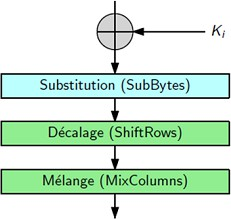 K_i
Substitution (SubBytes)
Décalage (ShiftRows)
Mélange (MixColumns)